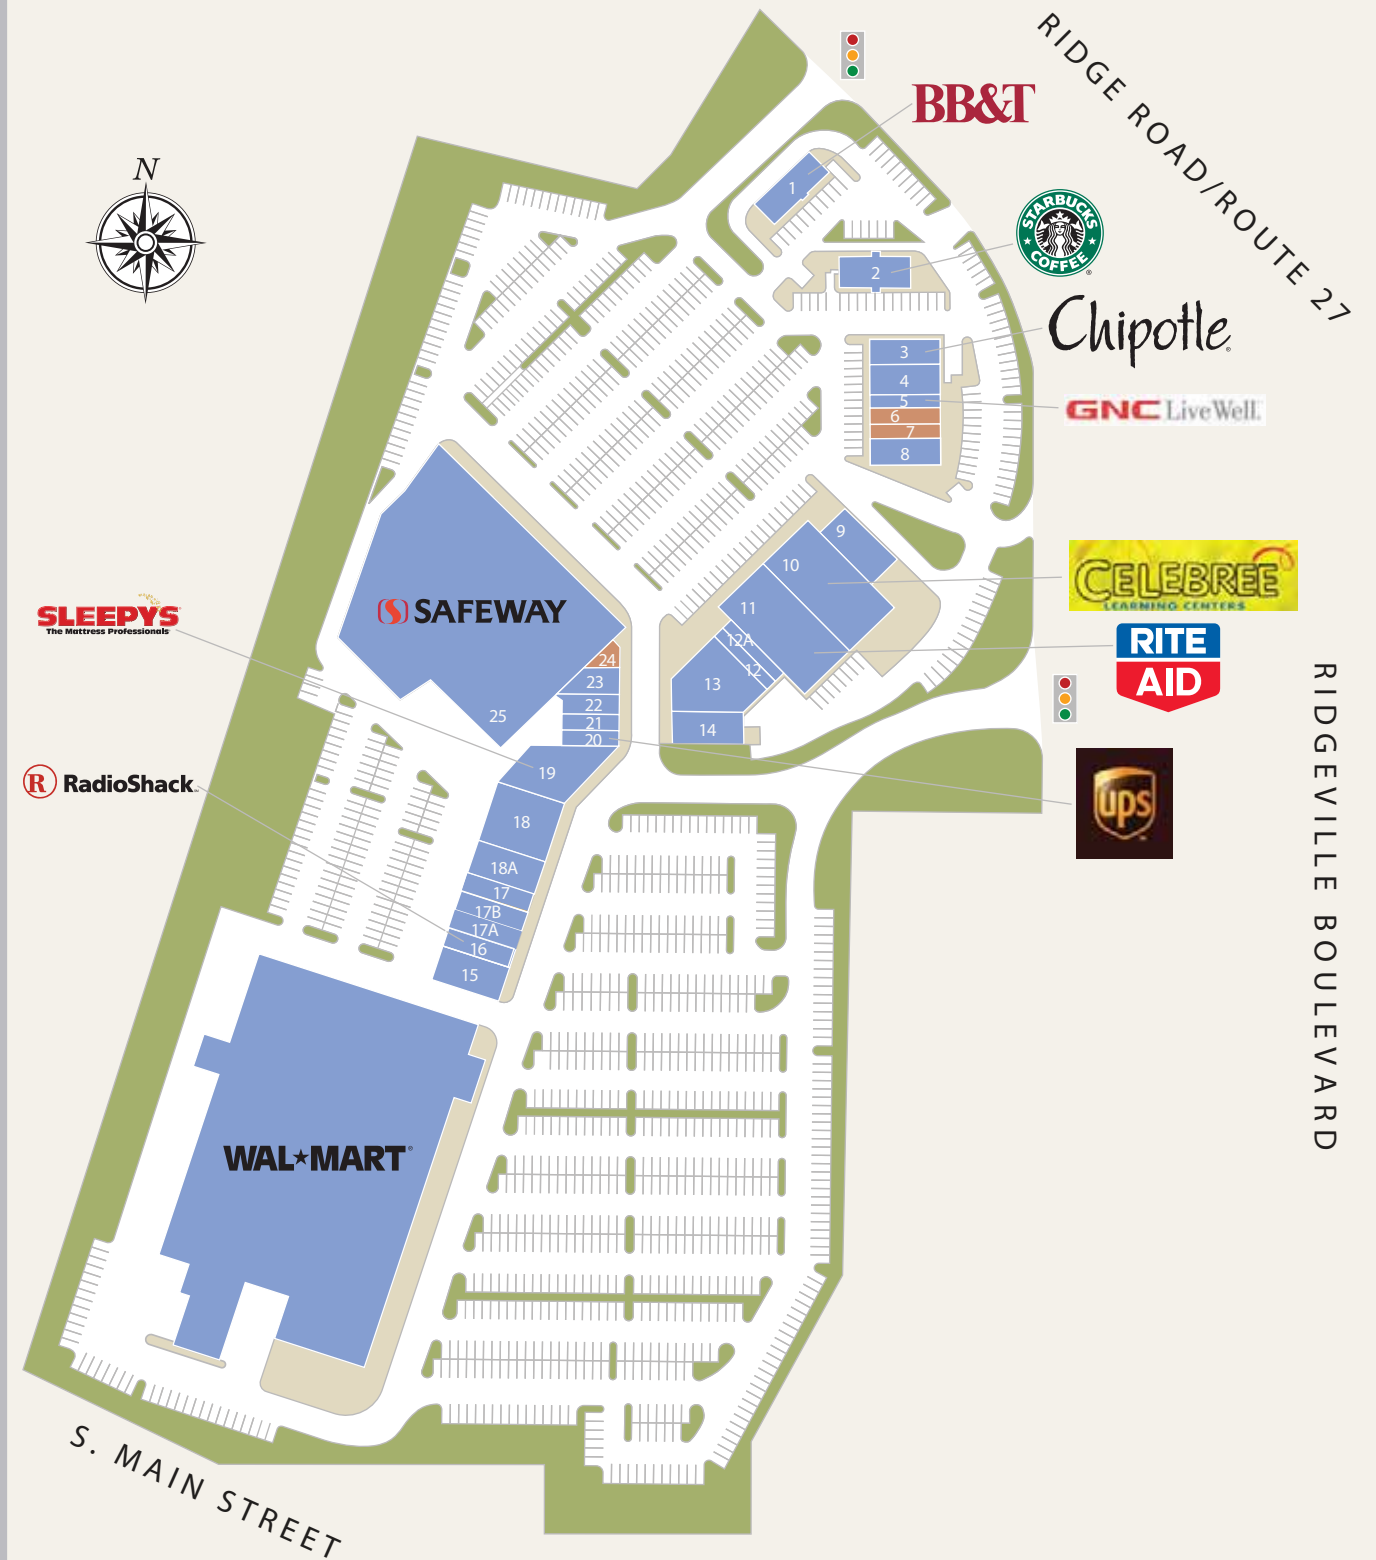 RIDGE ROAD/ROUTE 27
BB&T
N
1
STARBUCKS
COFFEE
2
Chipotle
3
4
GNC LiveWell.
5
6
7
8
9
10
CELEBREE
LEARNING CENTERS
11
SLEEPY'S
The Mattress Professionals
SAFEWAY
12A
RITE
AID
12
13
14
24
23
22
21
20
25
RIDGEVILLE BOULEVARD
19
R RadioShack
ups
18
18A
17
17B
17A
16
15
WAL★MART
S. MAIN STREET